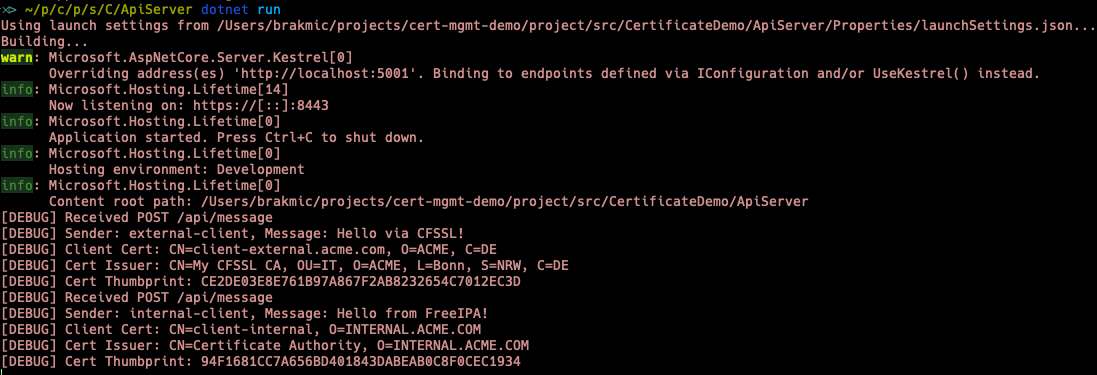 ~/p/c/p/s/C/ApiServer dotnet run
Using launch settings from /Users/brakmic/projects/cert-mgmt-demo/project/src/CertificateDemo/ApiServer/Properties/launchSettings.json...
Building...
warn: Microsoft.AspNetCore.Server.Kestrel[0]
      Overriding address(es) 'http://localhost:5001'. Binding to endpoints defined via IConfiguration and/or UseKestrel() instead.
info: Microsoft.Hosting.Lifetime[14]
      Now listening on: https://[::]:8443
info: Microsoft.Hosting.Lifetime[0]
      Application started. Press Ctrl+C to shut down.
info: Microsoft.Hosting.Lifetime[0]
      Hosting environment: Development
info: Microsoft.Hosting.Lifetime[0]
      Content root path: /Users/brakmic/projects/cert-mgmt-demo/project/src/CertificateDemo/ApiServer
[DEBUG] Received POST /api/message
[DEBUG] Sender: external-client, Message: Hello via CFSSL!
[DEBUG] Client Cert: CN=client-external.acme.com, O=ACME, C=DE
[DEBUG] Cert Issuer: CN=My CFSSL CA, OU=IT, O=ACME, L=Bonn, S=NRW, C=DE
[DEBUG] Cert Thumbprint: CE2DE03E8E761B97A867F2AB8232654C7012EC3D
[DEBUG] Received POST /api/message
[DEBUG] Sender: internal-client, Message: Hello from FreeIPA!
[DEBUG] Client Cert: CN=client-internal, O=INTERNAL.ACME.COM
[DEBUG] Cert Issuer: CN=Certificate Authority, O=INTERNAL.ACME.COM
[DEBUG] Cert Thumbprint: 94F1681CC7A656BD401843DABEAB0C8F0CEC1934